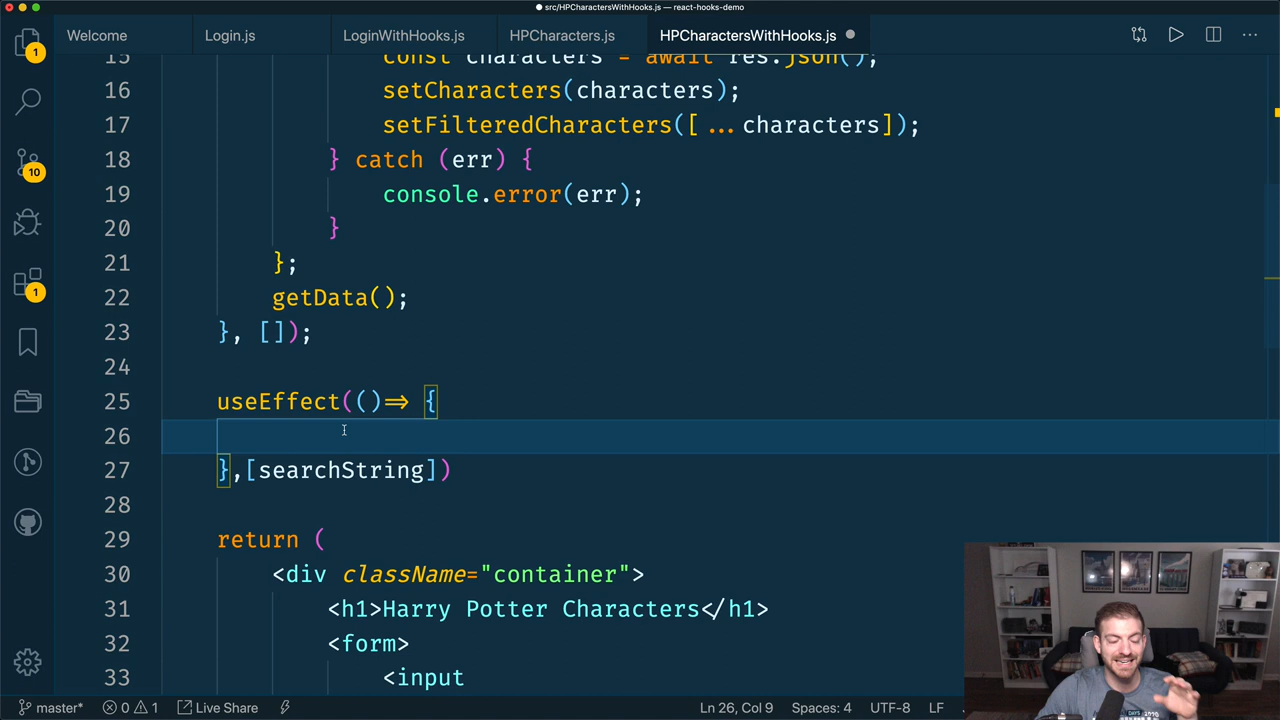 src/HPCharactersWithHooks.js — react-hooks-demo
Welcome
Login.js
LoginWithHooks.js
HPCharacters.js
HPCharactersWithHooks.js
15 const characters = await res.json();
16 setCharacters(characters);
17 setFilteredCharacters([...characters]);
18 } catch (err) {
19 console.error(err);
20 }
21 };
22 getData();
23 }, []);
24
25 useEffect(()=> {
26
27 },[searchString])
28
29 return (
30 <div className="container">
31 <h1>Harry Potter Characters</h1>
32 <form>
33 <input
1
10
1
master*
0
1
Live Share
Ln 26, Col 9
Spaces: 4
UTF-8
LF